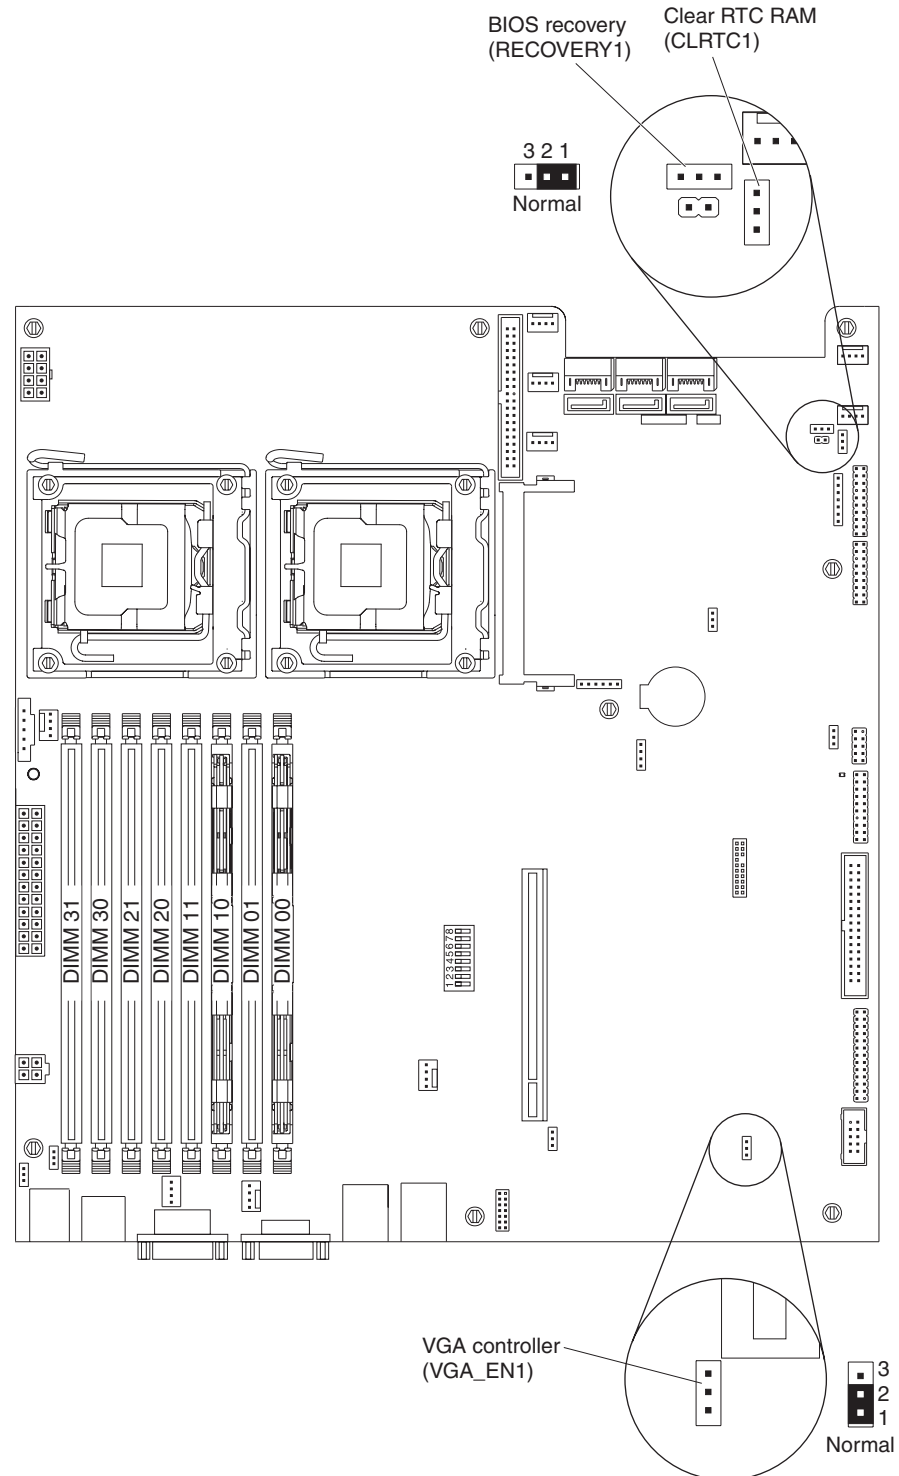 BIOS recovery
(RECOVERY1)
Clear RTC RAM
(CLRTC1)
3 2 1
Normal
DIMM 31
DIMM 30
DIMM 21
DIMM 20
DIMM 11
DIMM 10
DIMM 01
DIMM 00
12345678
VGA controller
(VGA_EN1)
3
2
1
Normal